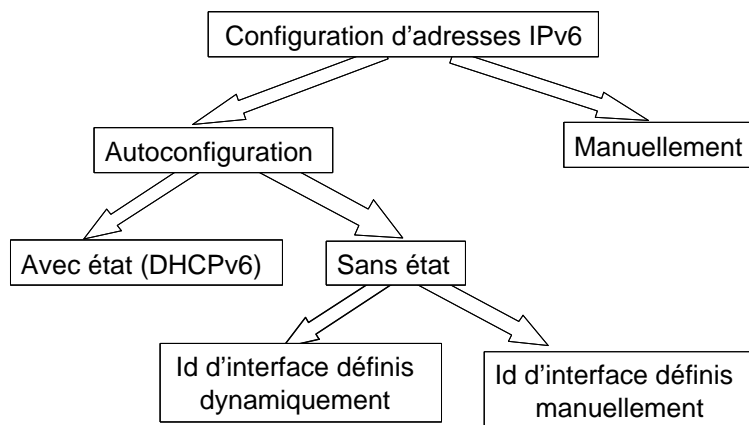 Configuration d'adresses IPv6
Autoconfiguration
Manuellement
Avec état (DHCPv6)
Sans état
Id d'interface définis
dynamiquement
Id d'interface définis
manuellement